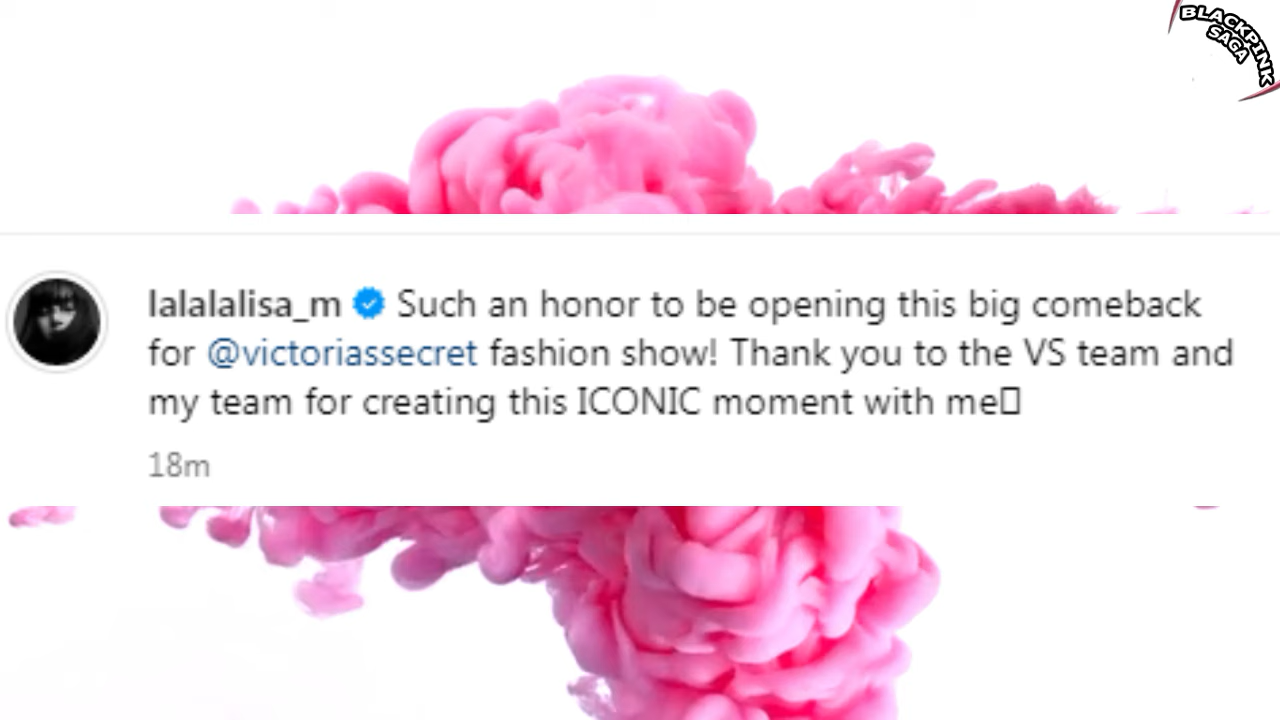 BLACKPINK
SAGA
lalalalisa_m Such an honor to be opening this big comeback
for @victoriassecret fashion show! Thank you to the VS team and
my team for creating this ICONIC moment with me▯
18m